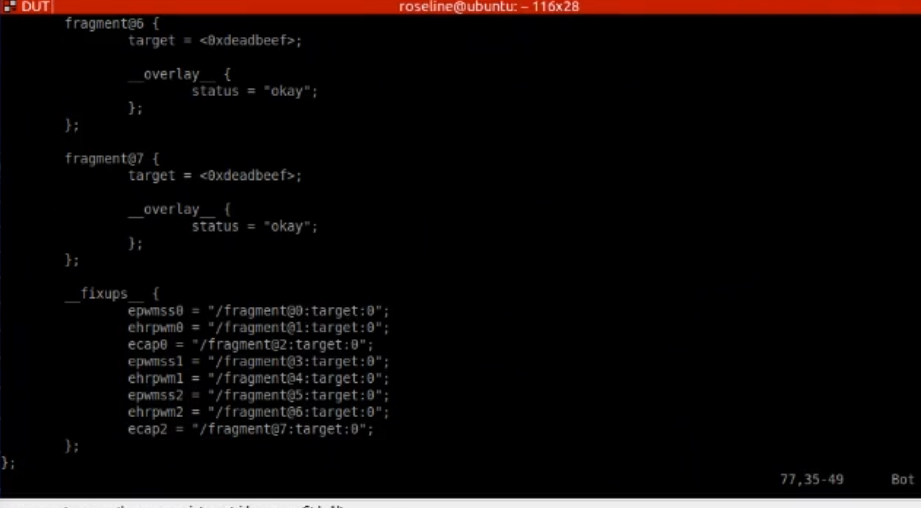 DUT
roseline@ubuntu: ~ 116x28
fragment@6 {
target = <0xdeadbeef>;
__overlay__ {
status = "okay";
};
};
fragment@7 {
target = <0xdeadbeef>;
__overlay__ {
status = "okay";
};
};
__fixups__ {
epwmss0 = "/fragment@0:target:0";
ehrpwm0 = "/fragment@1:target:0";
ecap0 = "/fragment@2:target:0";
epwmss1 = "/fragment@3:target:0";
ehrpwm1 = "/fragment@4:target:0";
epwmss2 = "/fragment@5:target:0";
ehrpwm2 = "/fragment@6:target:0";
ecap2 = "/fragment@7:target:0";
};
};
77,35-49 Bot